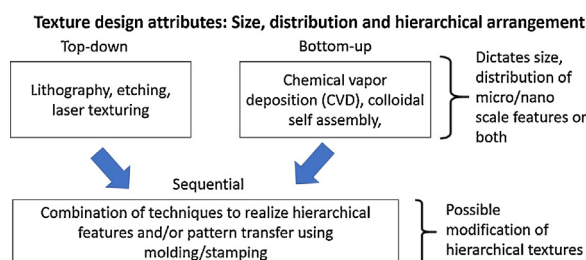 Texture design attributes: Size, distribution and hierarchical arrangement
Top-down
Bottom-up
Lithography, etching,
laser texturing
Chemical vapor
deposition (CVD), colloidal
self assembly,
Dictates size,
distribution of
micro/nano
scale features or
both
Sequential
Combination of techniques to realize hierarchical
features and/or pattern transfer using
molding/stamping
Possible
modification of
hierarchical textures